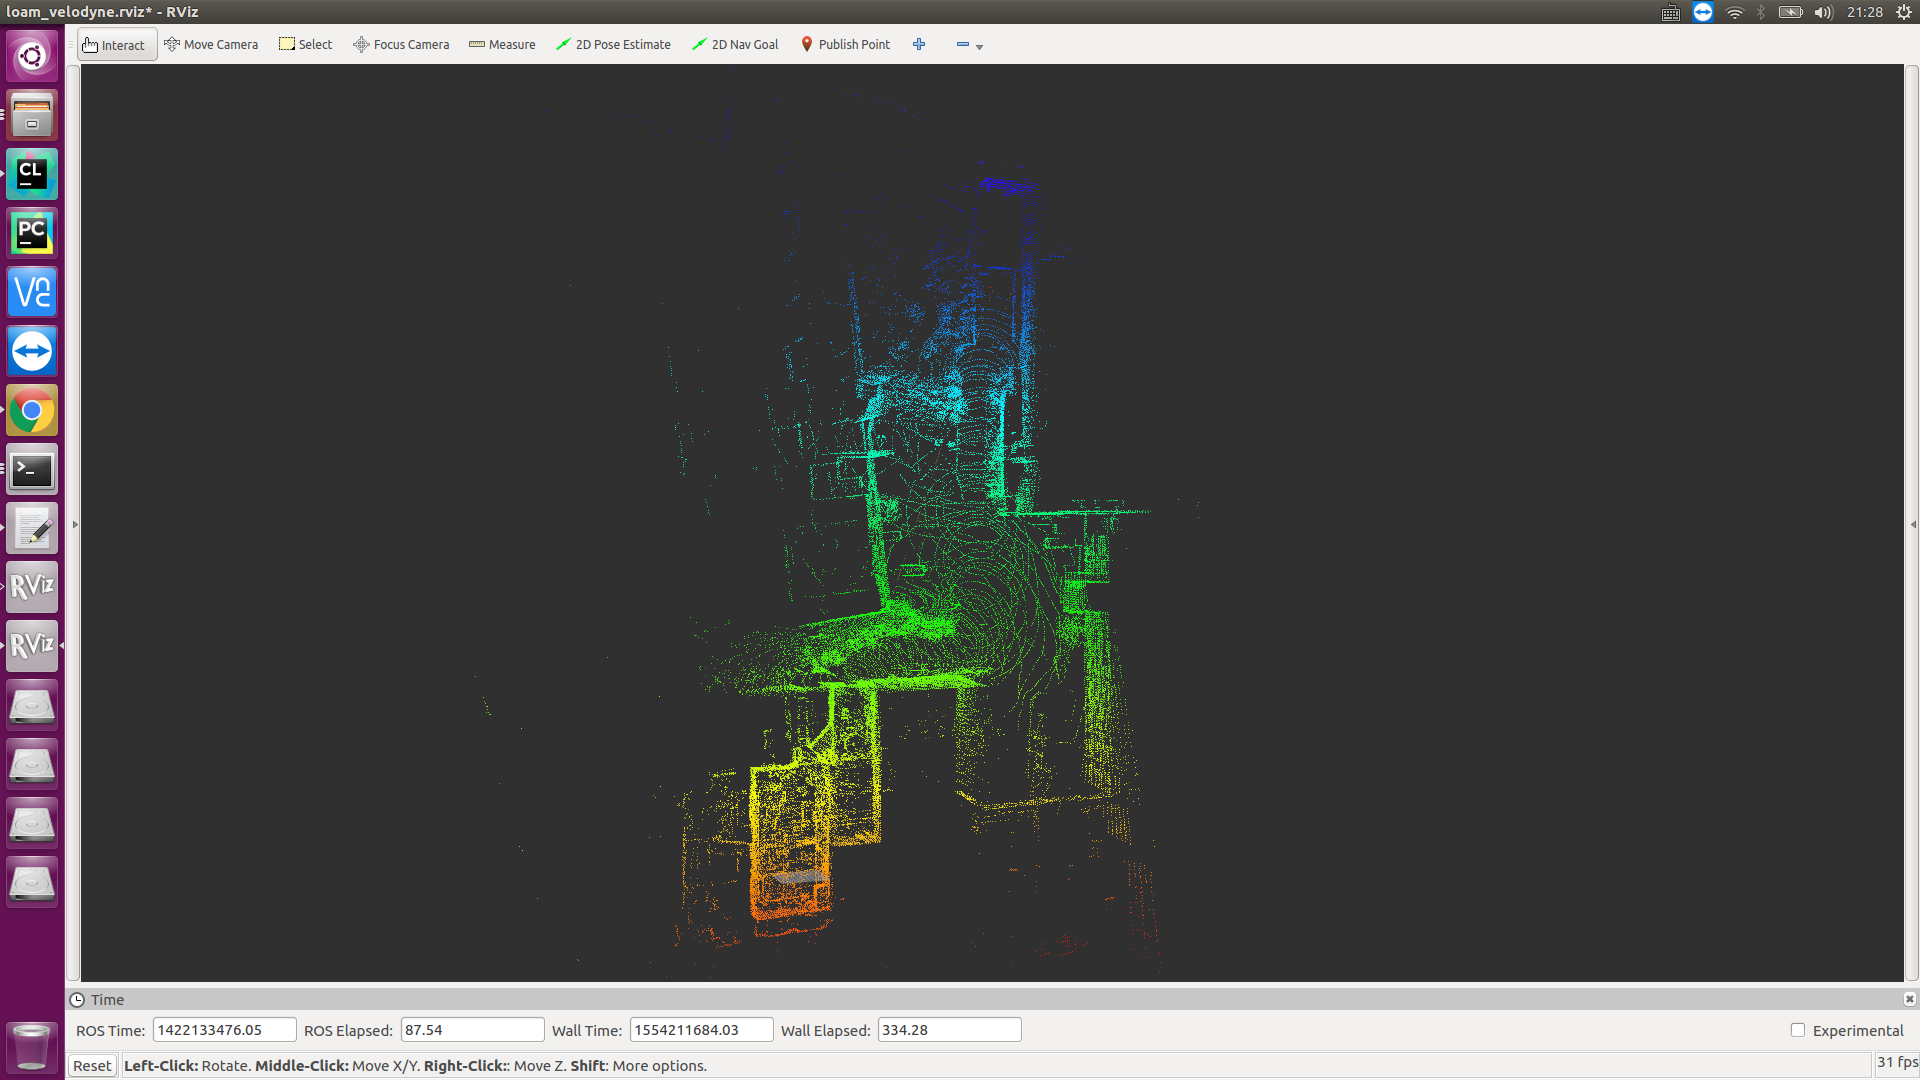 loam_velodyne.rviz* - RViz
21:28
Interact
Move Camera
Select
Focus Camera
Measure
2D Pose Estimate
2D Nav Goal
Publish Point
CL
PC
Vnc
>_
RViz
RViz
Time
ROS Time: 1422133476.05 ROS Elapsed: 87.54 Wall Time: 1554211684.03 Wall Elapsed: 334.28 Experimental
Reset Left-Click: Rotate. Middle-Click: Move X/Y. Right-Click:: Move Z. Shift: More options. 31 fps